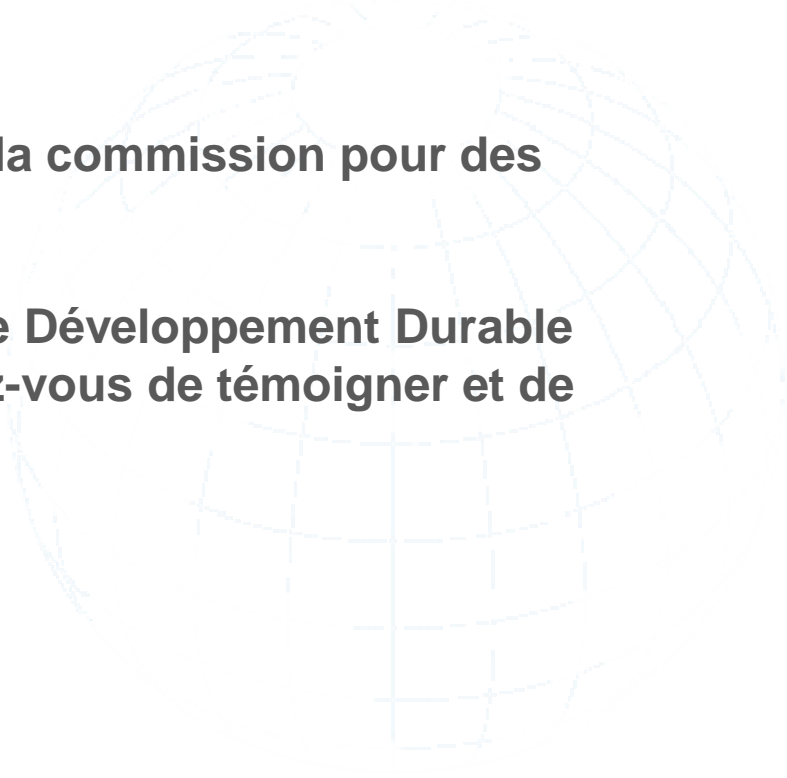 la commission pour des
e Développement Durable
z-vous de témoigner et de